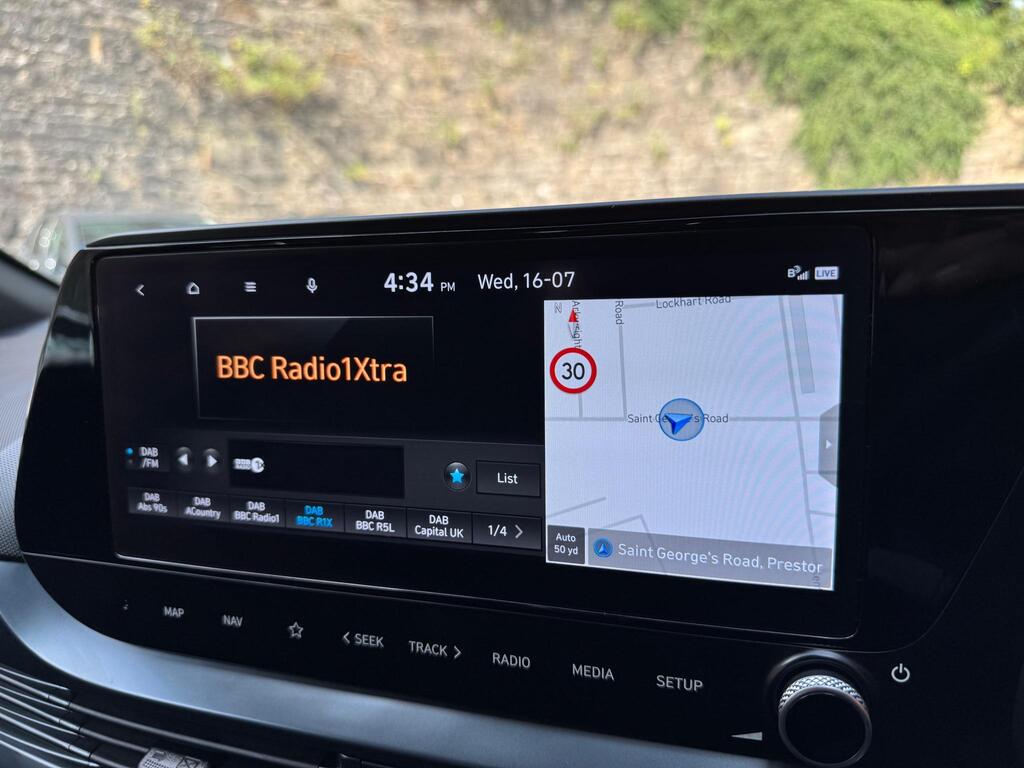 4:34 PM Wed, 16-07
B LIVE
BBC Radio1Xtra
DAB
/FM
List
DAB
Abs 90s
DAB
ACountry
DAB
BBC Radio1
DAB
BBC R1X
DAB
BBC R5L
DAB
Capital UK
1/4
N
Road
Lockhart Road
30
Saint George's Road
Auto
50 yd
Saint George's Road, Preston
MAP
NAV
SEEK
TRACK
RADIO
MEDIA
SETUP